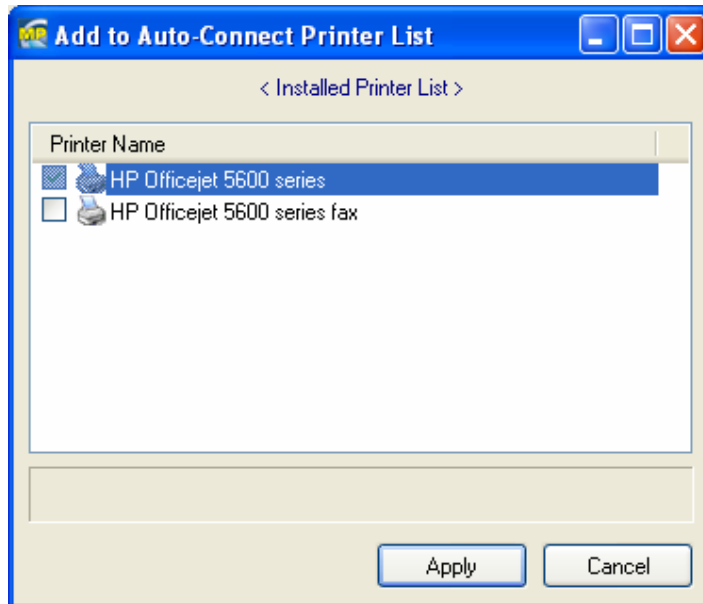 MP Add to Auto-Connect Printer List
< Installed Printer List >
Printer Name
HP Officejet 5600 series
HP Officejet 5600 series fax
Apply Cancel